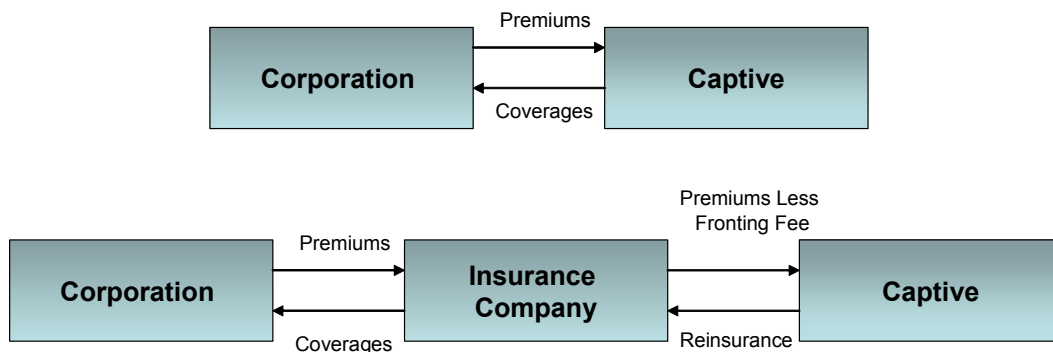 Premiums
Corporation
Captive
Coverages
Premiums Less
Fronting Fee
Premiums
Corporation
Insurance
Company
Captive
Coverages
Reinsurance